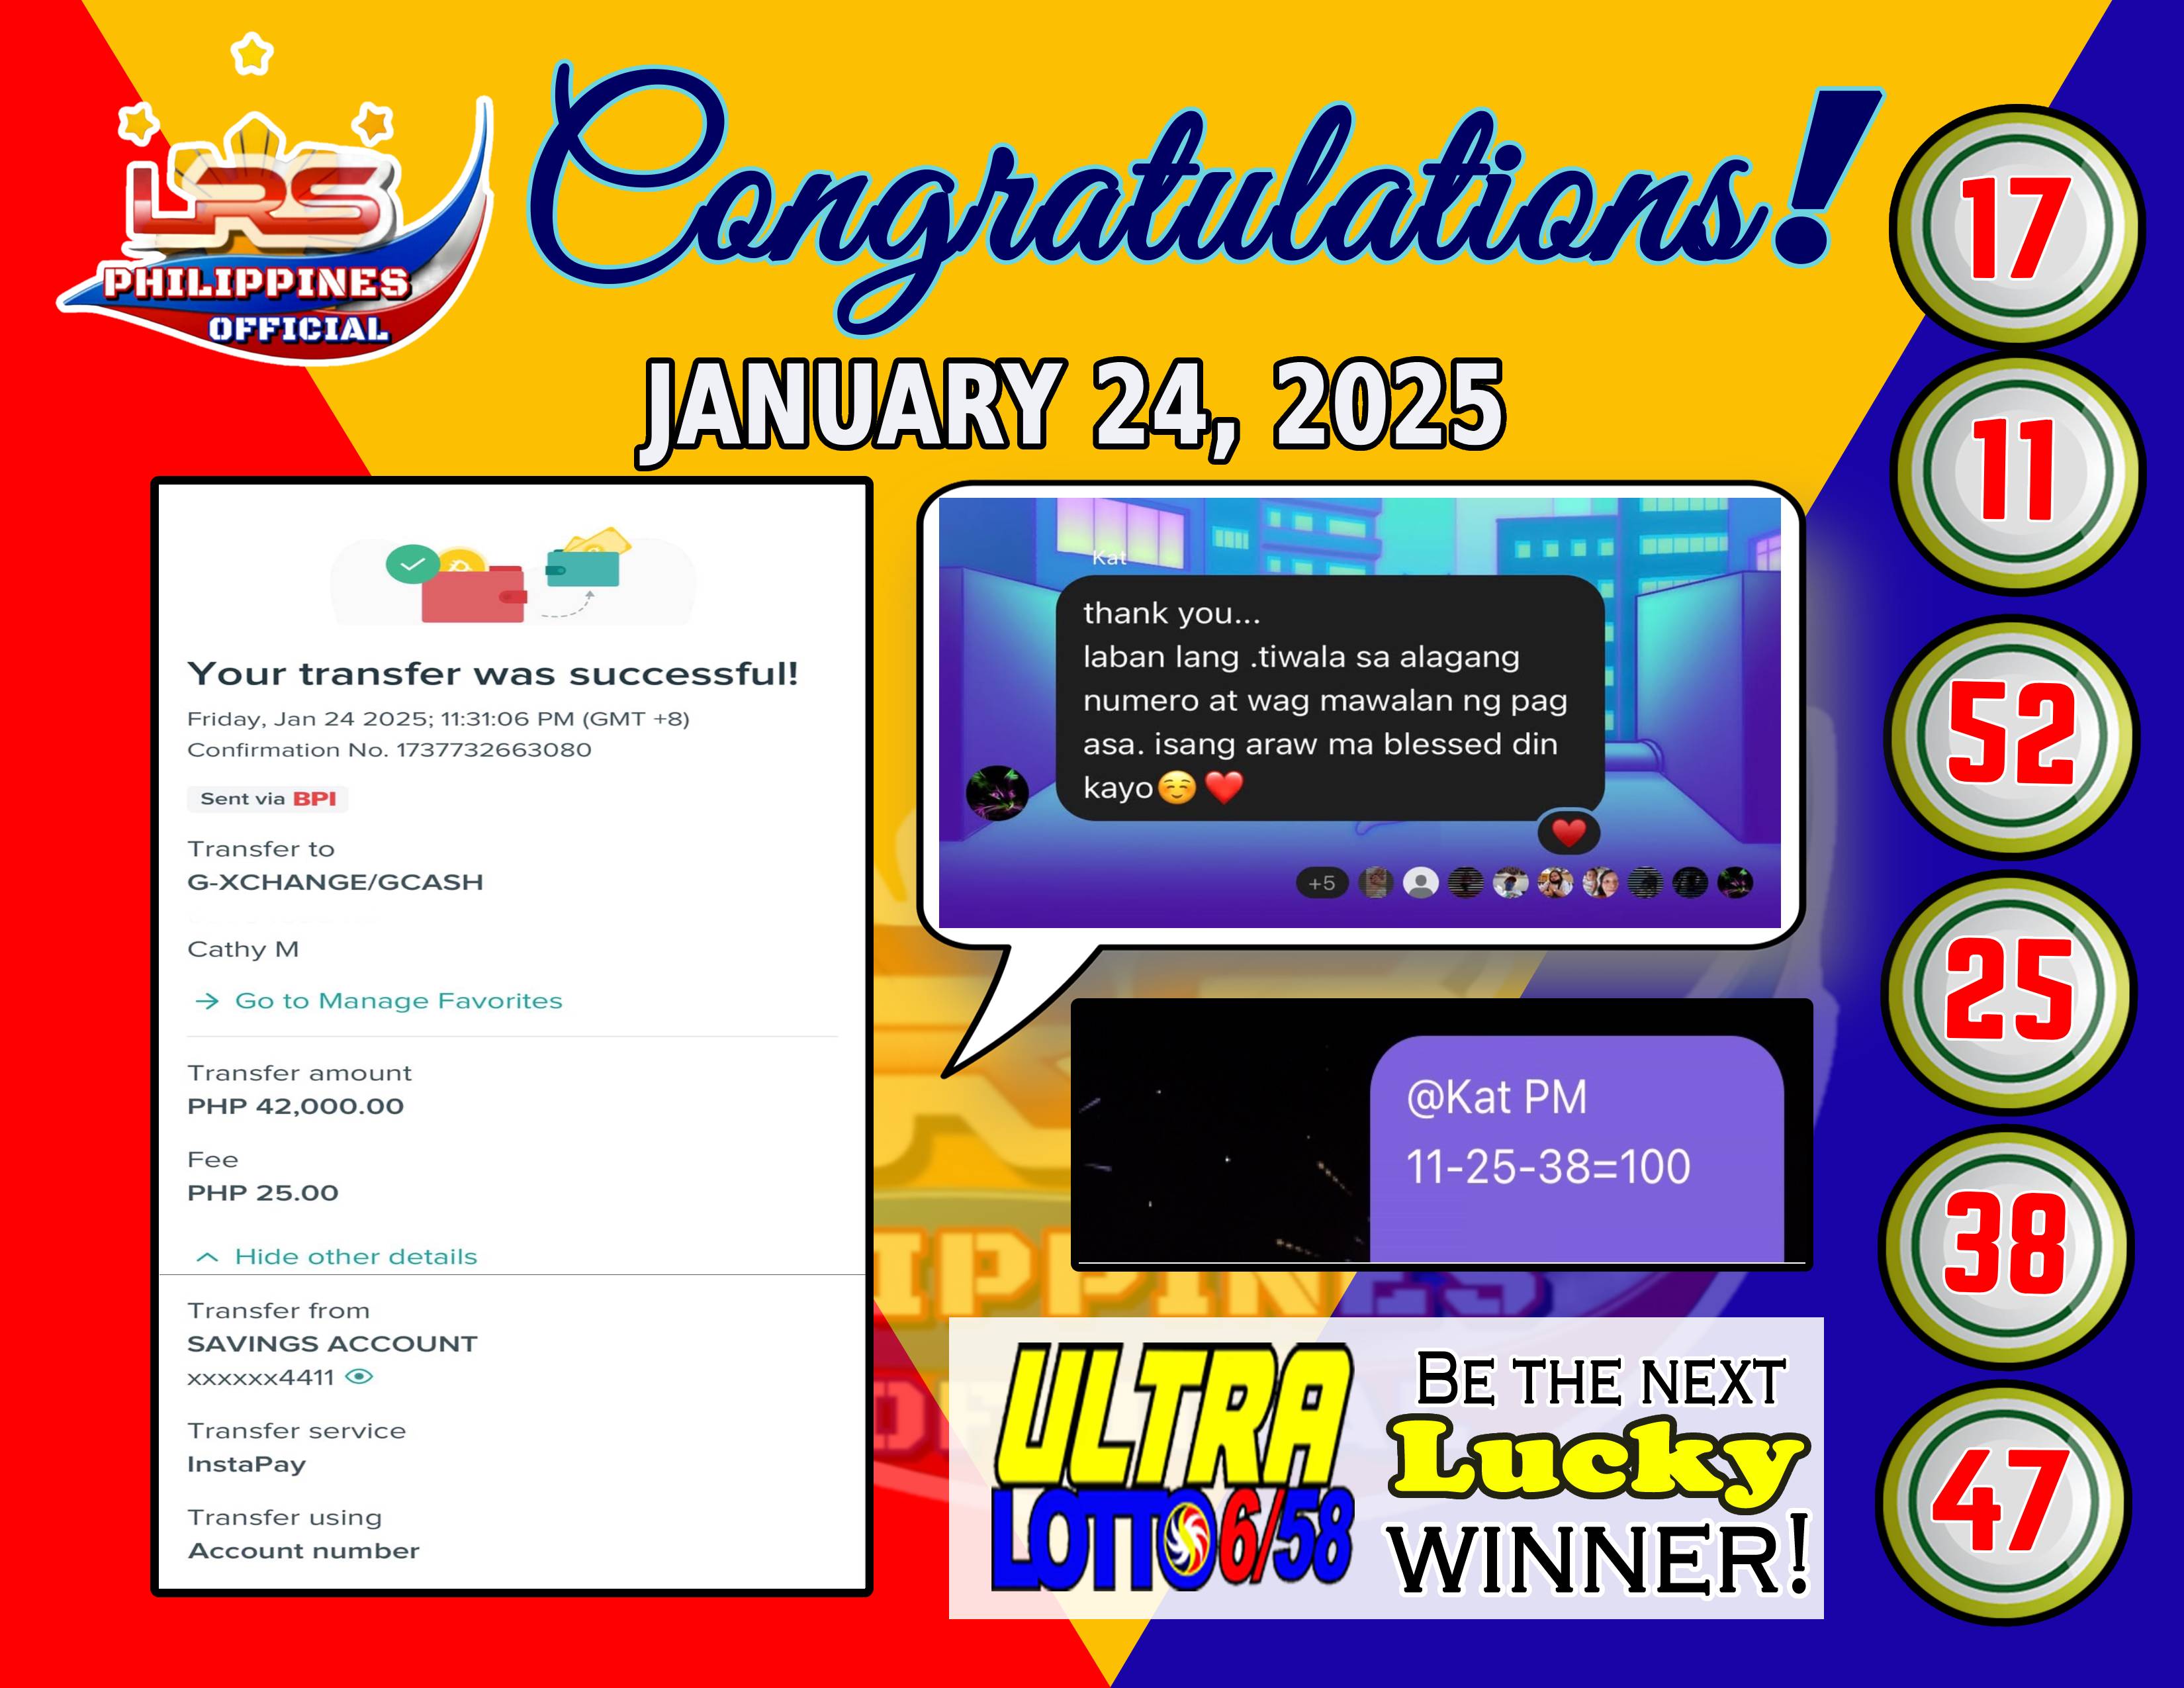 LRS
PHILIPPINES
OFFICIAL
Congratulations!
JANUARY 24, 2025
Your transfer was successful!
Friday, Jan 24 2025; 11:31:06 PM (GMT +8)
Confirmation No. 1737732663080
Sent via BPI
Transfer to
G-XCHANGE/GCASH
Cathy M
→ Go to Manage Favorites
Transfer amount
PHP 42,000.00
Fee
PHP 25.00
Hide other details
Transfer from
SAVINGS ACCOUNT
xxxxxx4411
Transfer service
InstaPay
Transfer using
Account number
Kat
thank you...
laban lang .tiwala sa alagang
numero at wag mawalan ng pag
asa. isang araw ma blessed din
kayo☺️❤️
❤️
+5
@Kat PM
11-25-38=100
ULTRA
LOTTO 6/58
BE THE NEXT
Lucky
WINNER!
17
11
52
25
38
47